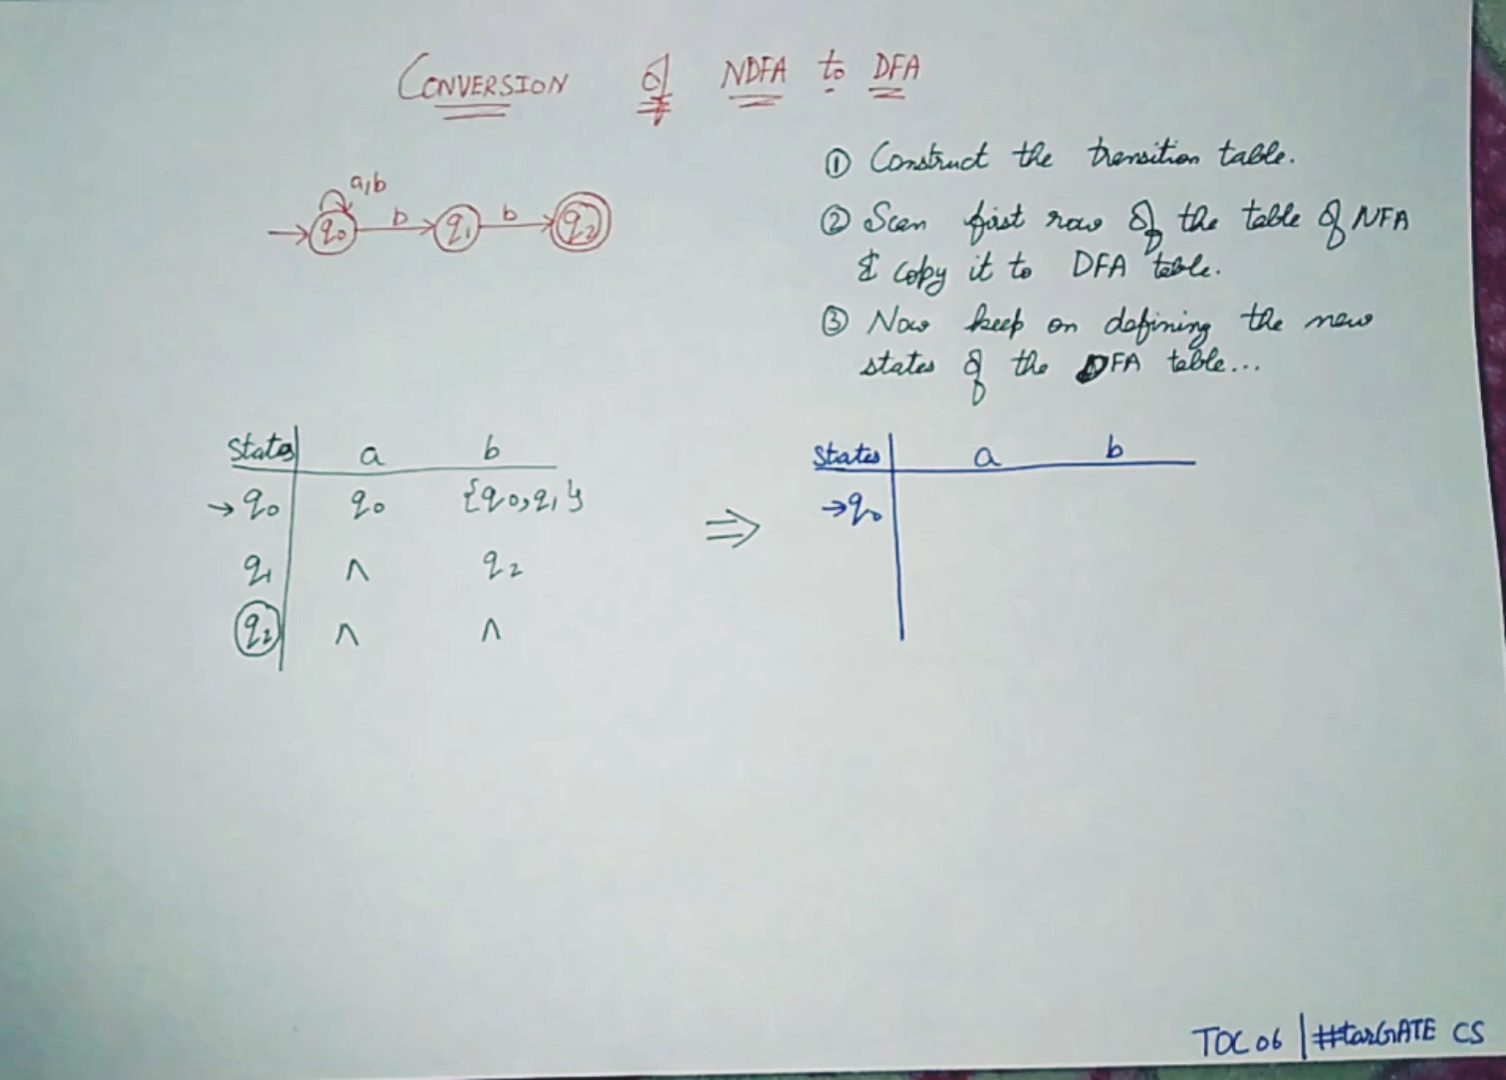 CONVERSION of NDFA to DFA
a,b
q0 b q1 b q2
① Construct the transition table.
② Scan first row of the table of NFA
& copy it to DFA table.
③ Now keep on defining the new
states of the DFA table...
States a b
→q0 q0 {q0,q1}
q1 ∧ q2
q2 ∧ ∧
⇒
States a b
→q0
TOC 06 | #tarGATE CS